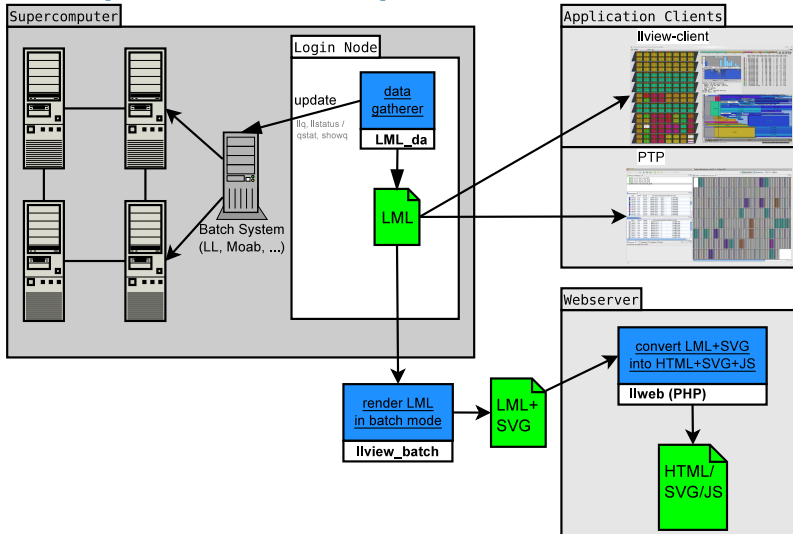 Supercomputer
Login Node
data
gatherer
LML_da
update
llq, llstatus /
qstat, showq
Batch System
(LL, Moab, ...)
LML
Application Clients
llview-client
PTP
render LML
in batch mode
llview_batch
LML+
SVG
Webserver
convert LML+SVG
into HTML+SVG+JS
llweb (PHP)
HTML/
SVG/JS